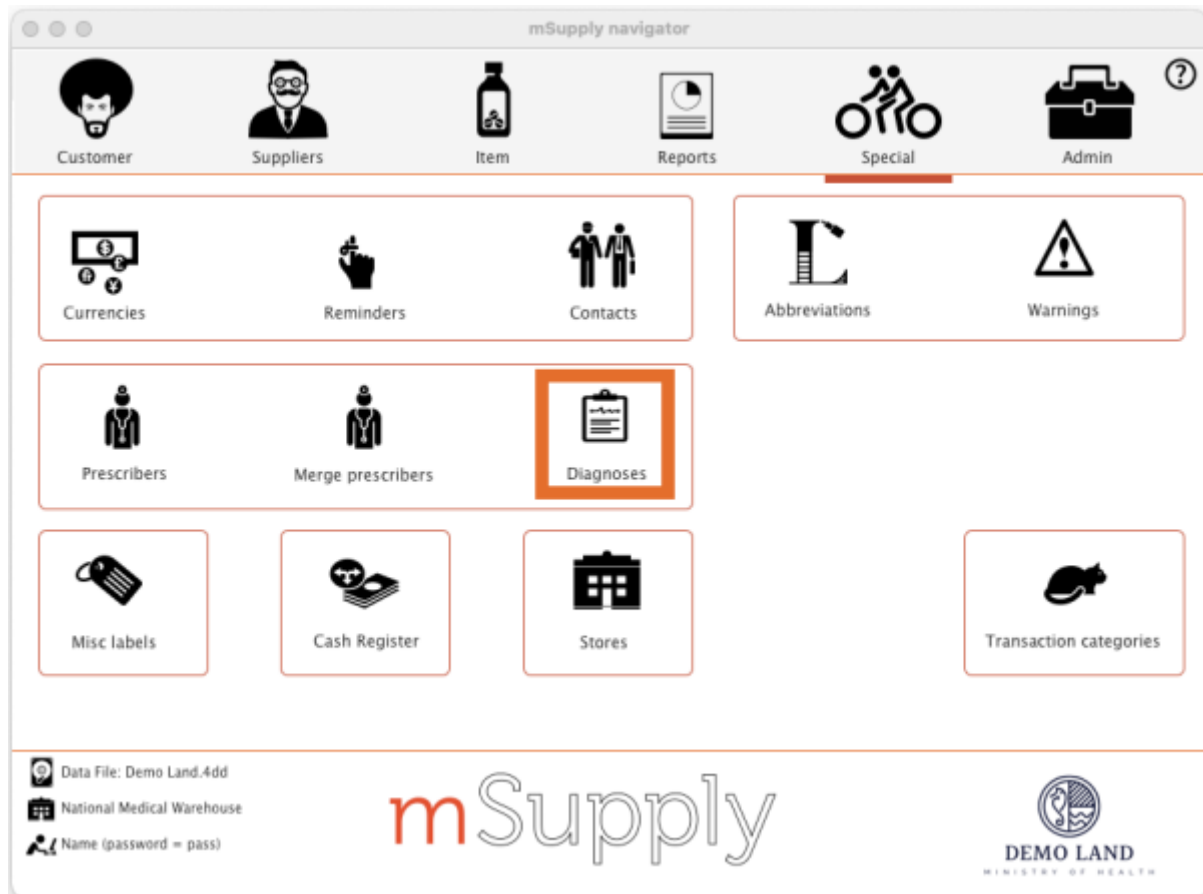 mSupply navigator
Customer
Suppliers
Item
Reports
Special
Admin
?
Currencies
Reminders
Contacts
Abbreviations
Warnings
Prescribers
Merge prescribers
Diagnoses
Misc labels
Cash Register
Stores
Transaction categories
Data File: Demo Land.4dd
National Medical Warehouse
Name (password = pass)
mSupply
DEMO LAND
MINISTRY OF HEALTH